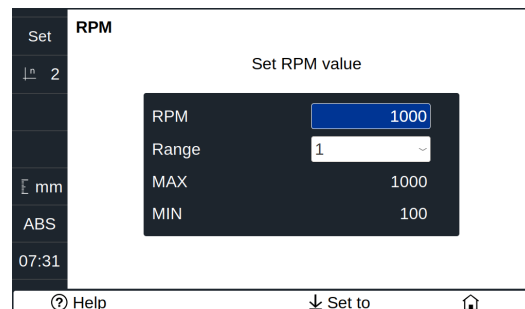 Set
RPM
Set RPM value
n 2
RPM 1000
Range 1
MAX 1000
mm
MIN 100
ABS
07:31
? Help
Set to